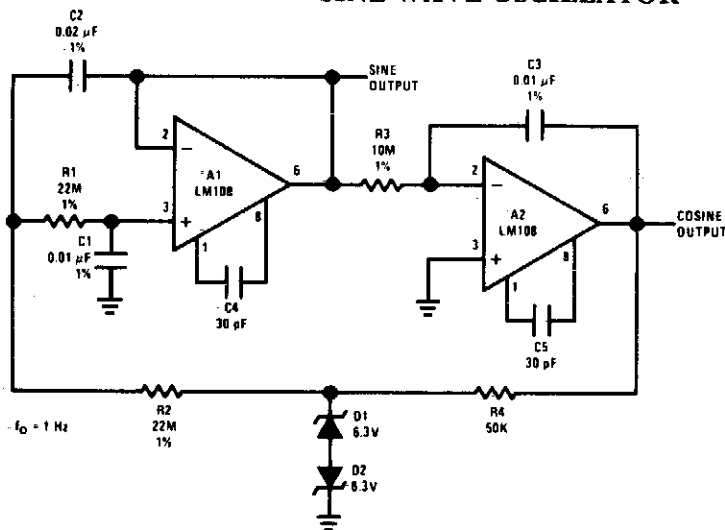 SINE WAVE OSCILLATOR
C2
0.02 µF
1%
SINE
OUTPUT
C3
0.01 µF
1%
R3
10M
1%
2
−
A1
LM108
6
3
+
1
8
R1
22M
1%
C1
0.01 µF
1%
C4
30 pF
2
−
A2
LM108
6
3
+
1
8
COSINE
OUTPUT
C5
30 pF
R2
22M
1%
D1
6.3V
R4
50K
fO = 1 Hz
D2
6.3V